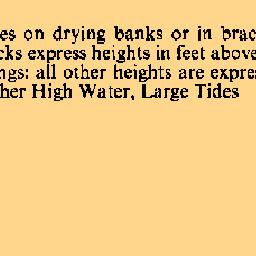 es on drying banks or in brac
cks express heights in feet above
ngs: all other heights are expre
her High Water, Large Tides